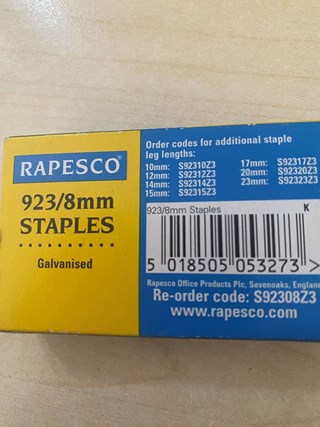 RAPESCO®
923/8mm
STAPLES
Galvanised
Order codes for additional staple
leg lengths:
10mm: S92310Z3
12mm: S92312Z3
14mm: S92314Z3
15mm: S92315Z3
17mm: S92317Z3
20mm: S92320Z3
23mm: S92323Z3
923/8mm Staples K
5 018505 053273 >
Rapesco Office Products Plc, Sevenoaks, England
Re-order code: S92308Z3
www.rapesco.com